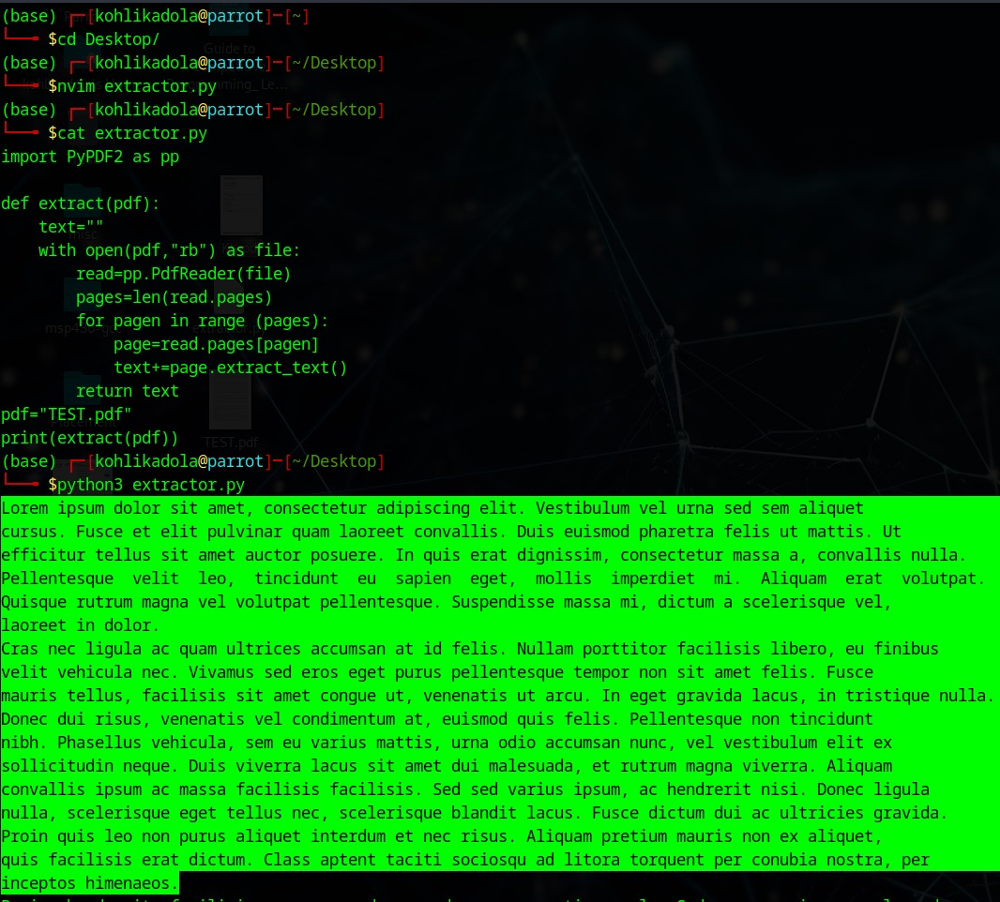 (base) ┌─[kohlikadola@parrot]─[~]
└──╼ $cd Desktop/
(base) ┌─[kohlikadola@parrot]─[~/Desktop]
└──╼ $nvim extractor.py
(base) ┌─[kohlikadola@parrot]─[~/Desktop]
└──╼ $cat extractor.py
import PyPDF2 as pp
def extract(pdf):
    text=""
    with open(pdf,"rb") as file:
        read=pp.PdfReader(file)
        pages=len(read.pages)
        for pagen in range (pages):
            page=read.pages[pagen]
            text+=page.extract_text()
        return text
pdf="TEST.pdf"
print(extract(pdf))
(base) ┌─[kohlikadola@parrot]─[~/Desktop]
└──╼ $python3 extractor.py
Lorem ipsum dolor sit amet, consectetur adipiscing elit. Vestibulum vel urna sed sem aliquet
cursus. Fusce et elit pulvinar quam laoreet convallis. Duis euismod pharetra felis ut mattis. Ut
efficitur tellus sit amet auctor posuere. In quis erat dignissim, consectetur massa a, convallis nulla.
Pellentesque velit leo, tincidunt eu sapien eget, mollis imperdiet mi. Aliquam erat volutpat.
Quisque rutrum magna vel volutpat pellentesque. Suspendisse massa mi, dictum a scelerisque vel,
laoreet in dolor.
Cras nec ligula ac quam ultrices accumsan at id felis. Nullam porttitor facilisis libero, eu finibus
velit vehicula nec. Vivamus sed eros eget purus pellentesque tempor non sit amet felis. Fusce
mauris tellus, facilisis sit amet congue ut, venenatis ut arcu. In eget gravida lacus, in tristique nulla.
Donec dui risus, venenatis vel condimentum at, euismod quis felis. Pellentesque non tincidunt
nibh. Phasellus vehicula, sem eu varius mattis, urna odio accumsan nunc, vel vestibulum elit ex
sollicitudin neque. Duis viverra lacus sit amet dui malesuada, et rutrum magna viverra. Aliquam
convallis ipsum ac massa facilisis facilisis. Sed sed varius ipsum, ac hendrerit nisi. Donec ligula
nulla, scelerisque eget tellus nec, scelerisque blandit lacus. Fusce dictum dui ac ultricies gravida.
Proin quis leo non purus aliquet interdum et nec risus. Aliquam pretium mauris non ex aliquet,
quis facilisis erat dictum. Class aptent taciti sociosqu ad litora torquent per conubia nostra, per
inceptos himenaeos.
Guide to
misc
Placement
TEST.pdf